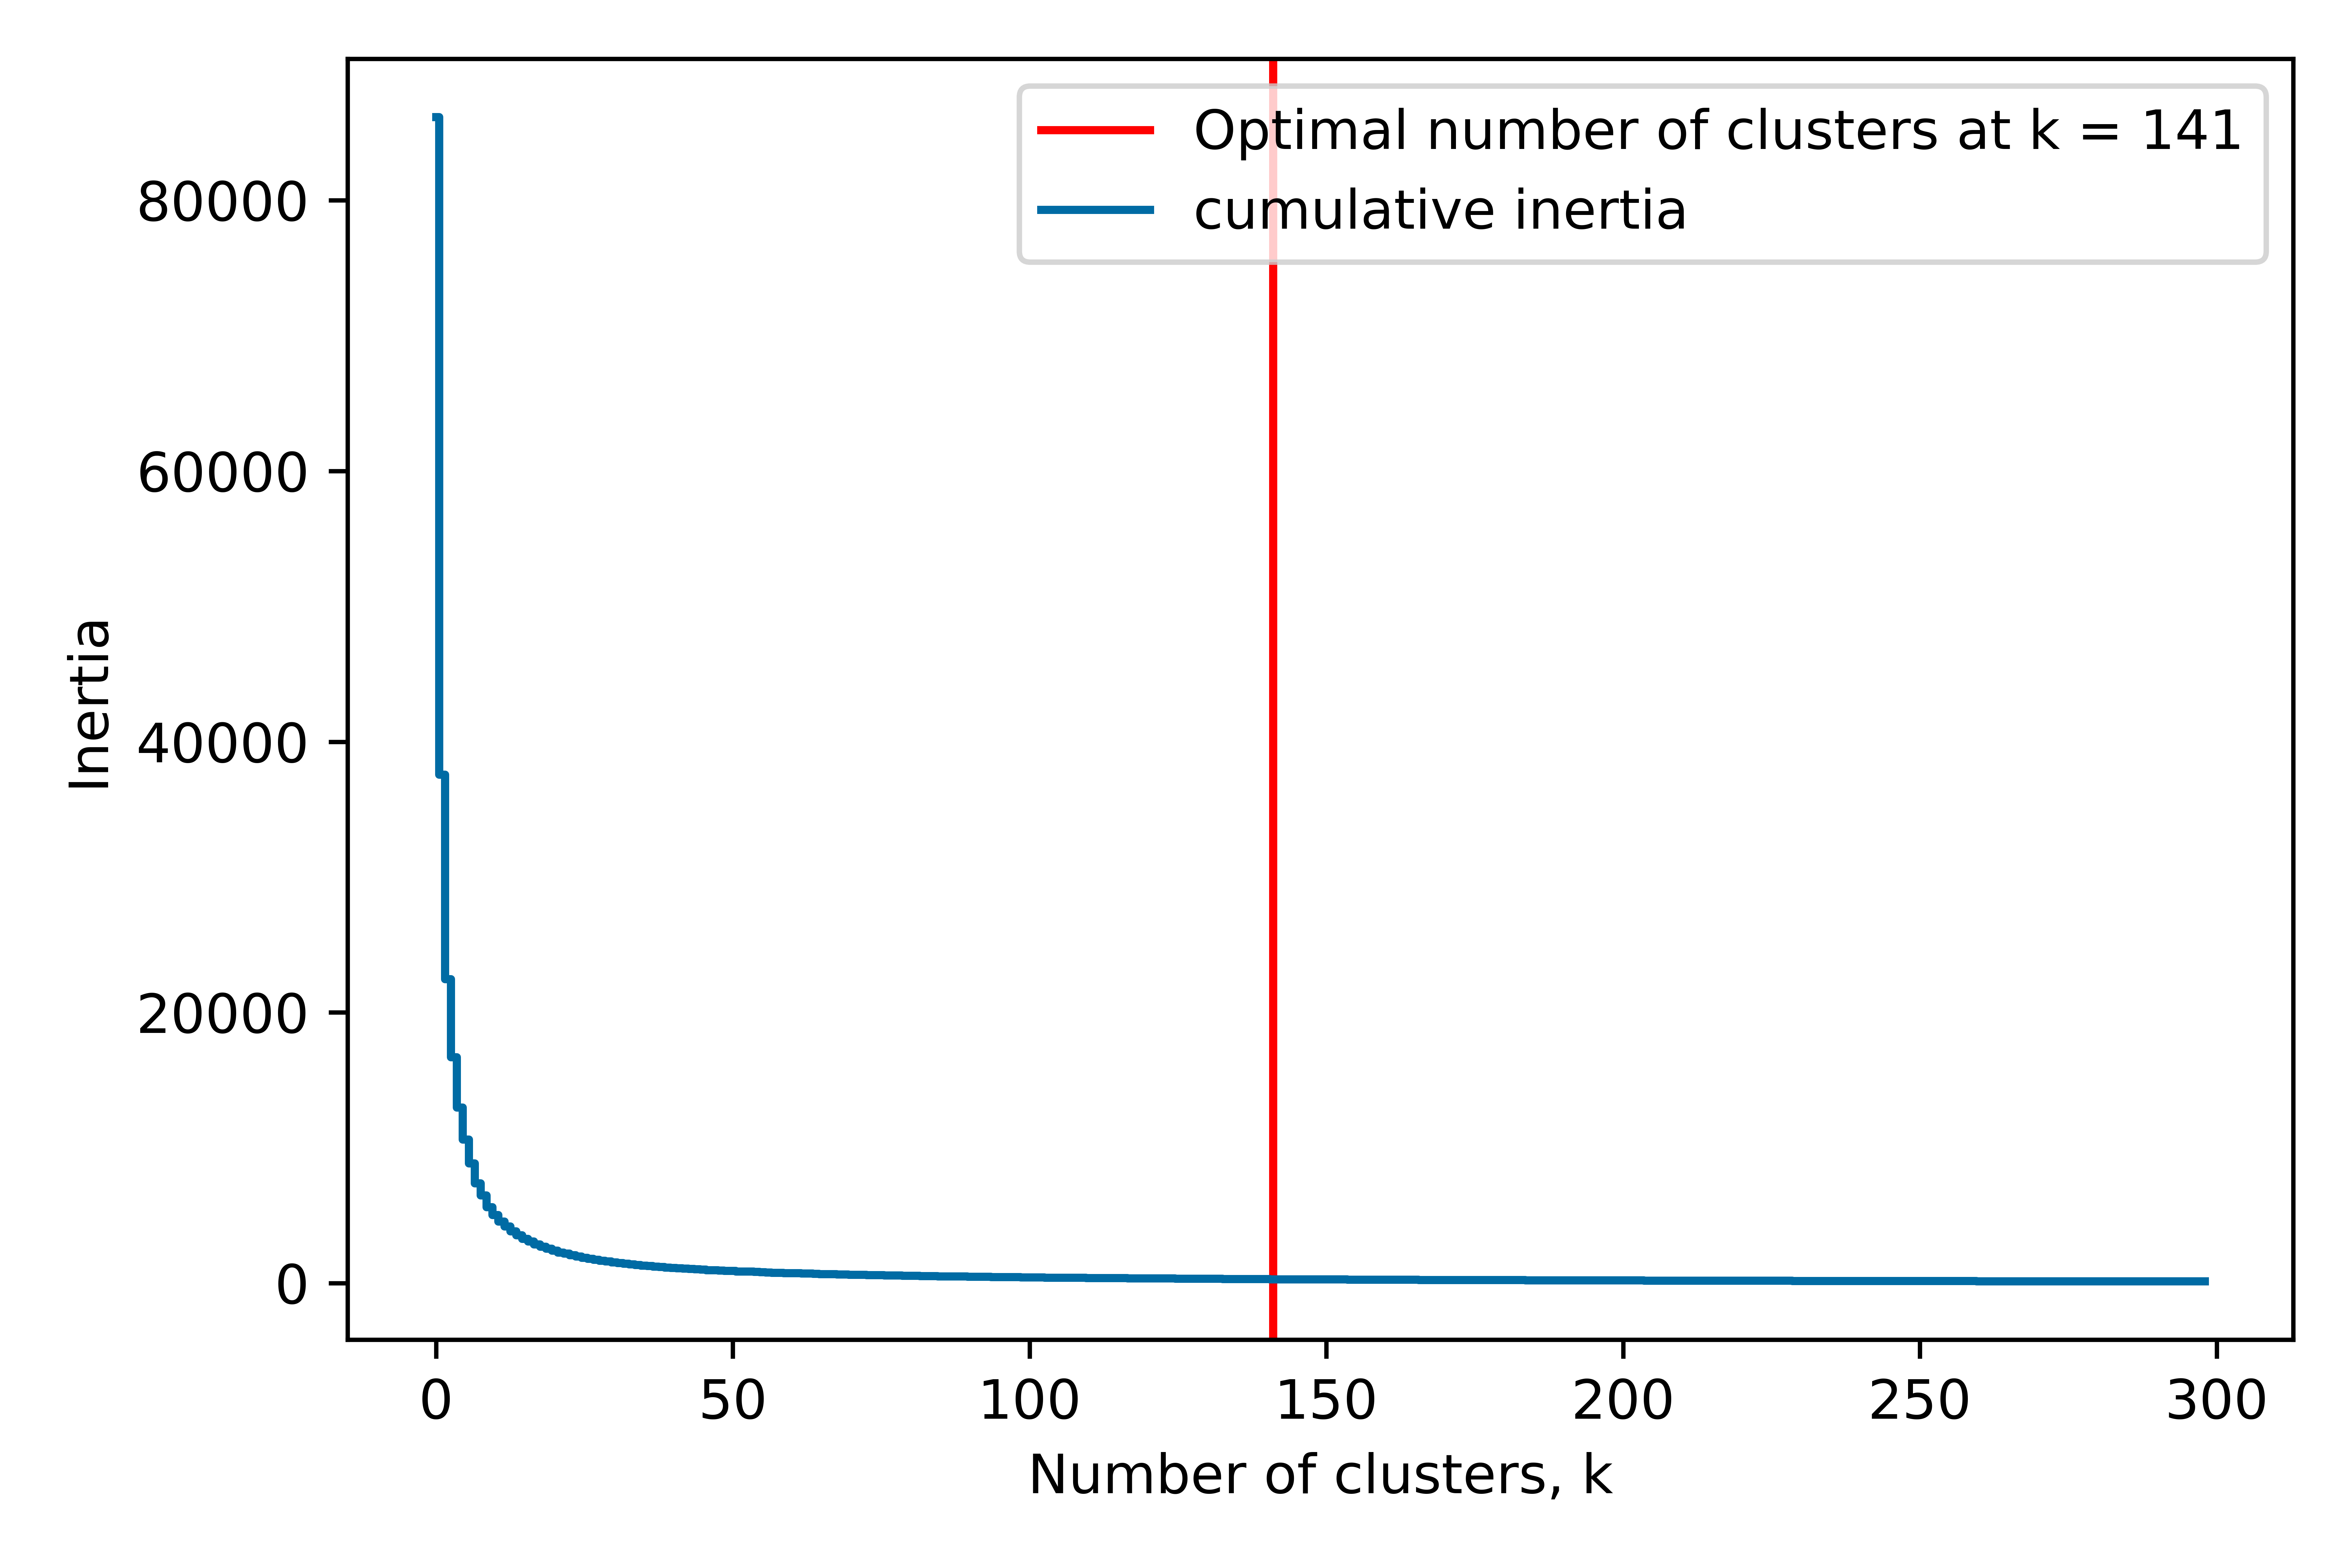 Optimal number of clusters at k = 141
cumulative inertia
80000
60000
40000
20000
0
Inertia
0 50 100 150 200 250 300
Number of clusters, k